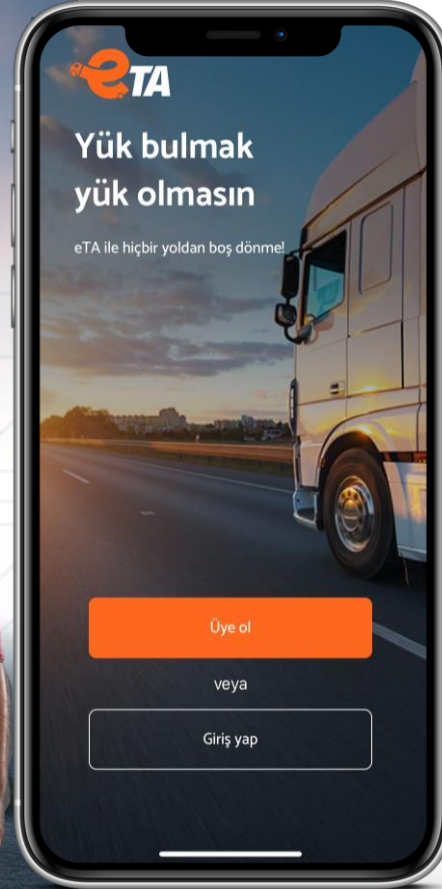 eTA
Yük bulmak
yük olmasın
eTA ile hiçbir yoldan boş dönme!
Üye ol
veya
Giriş yap